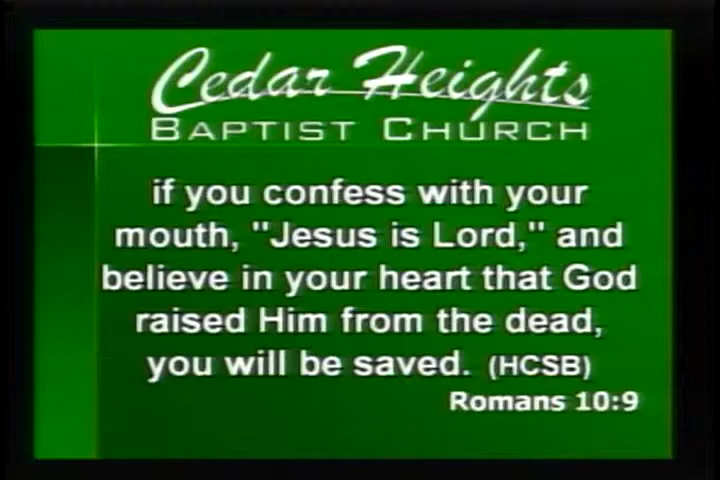 Cedar Heights
BAPTIST CHURCH
if you confess with your
mouth, "Jesus is Lord," and
believe in your heart that God
raised Him from the dead,
you will be saved. (HCSB)
Romans 10:9